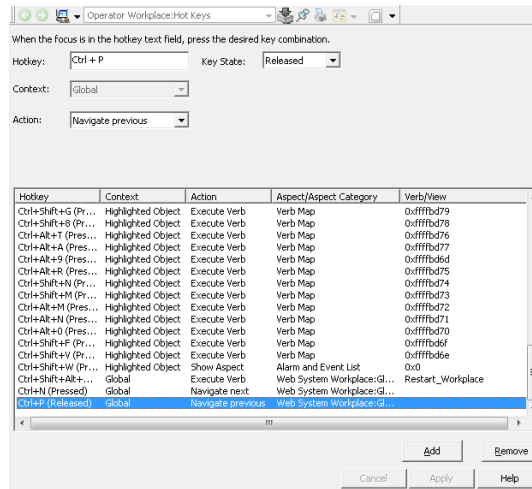 Operator Workplace:Hot Keys
When the focus is in the hotkey text field, press the desired key combination.
Hotkey: Ctrl + P Key State: Released
Context: Global
Action: Navigate previous
Hotkey Context Action Aspect/Aspect Category Verb/View
Ctrl+Shift+G (Pr... Highlighted Object Execute Verb Verb Map 0xffffbd79
Ctrl+Shift+8 (Pr... Highlighted Object Execute Verb Verb Map 0xffffbd78
Ctrl+Alt+T (Pres... Highlighted Object Execute Verb Verb Map 0xffffbd76
Ctrl+Alt+A (Pres... Highlighted Object Execute Verb Verb Map 0xffffbd77
Ctrl+Alt+9 (Pres... Highlighted Object Execute Verb Verb Map 0xffffbd6d
Ctrl+Alt+R (Pres... Highlighted Object Execute Verb Verb Map 0xffffbd75
Ctrl+Shift+N (Pr... Highlighted Object Execute Verb Verb Map 0xffffbd74
Ctrl+Shift+M (Pr... Highlighted Object Execute Verb Verb Map 0xffffbd73
Ctrl+Alt+M (Pres... Highlighted Object Execute Verb Verb Map 0xffffbd72
Ctrl+Alt+N (Pres... Highlighted Object Execute Verb Verb Map 0xffffbd71
Ctrl+Alt+0 (Pres... Highlighted Object Execute Verb Verb Map 0xffffbd70
Ctrl+Shift+F (Pr... Highlighted Object Execute Verb Verb Map 0xffffbd6f
Ctrl+Shift+V (Pr... Highlighted Object Execute Verb Verb Map 0xffffbd6e
Ctrl+Shift+W (Pr... Highlighted Object Show Aspect Alarm and Event List 0x0
Ctrl+Shift+Alt+... Global Execute Verb Web System Workplace:Gl... Restart_Workplace
Ctrl+N (Pressed) Global Navigate next Web System Workplace:Gl...
Ctrl+P (Released) Global Navigate previous Web System Workplace:Gl...
Add Remove
Cancel Apply Help